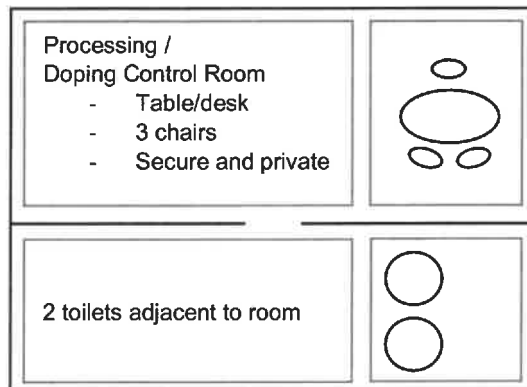 Processing /
Doping Control Room
- Table/desk
- 3 chairs
- Secure and private
2 toilets adjacent to room